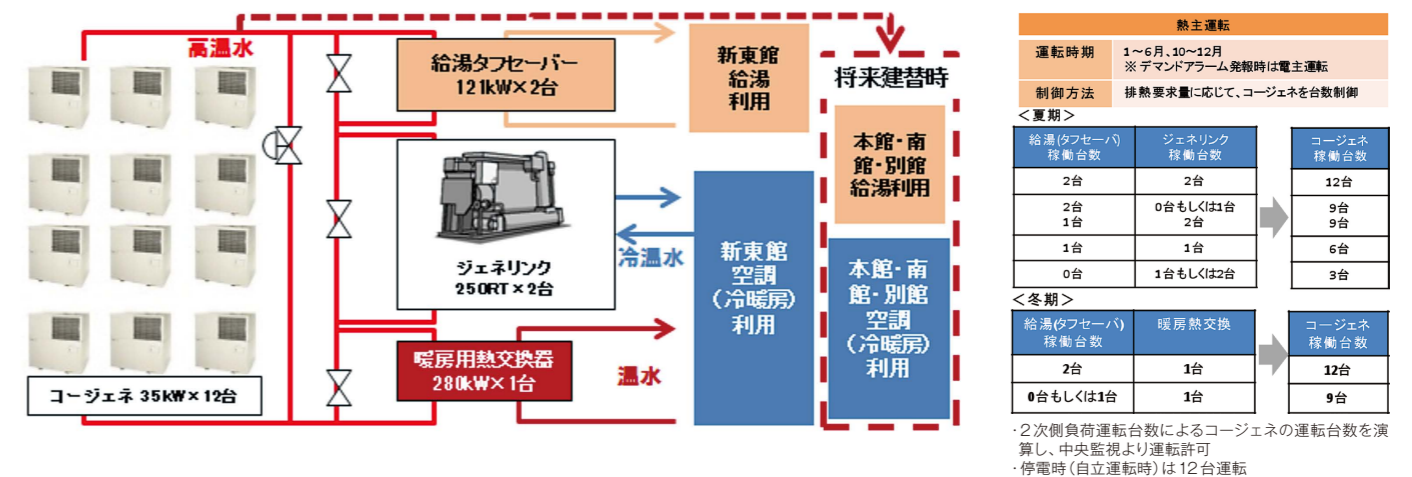 高温水
給湯タフセーバー
121kW×2台
新東館
給湯
利用
将来建替時
本館・南
館・別館
給湯利用
ジェネリンク
250RT×2台
冷温水
新東館
空調
(冷暖房)
利用
本館・南
館・別館
空調
(冷暖房)
利用
暖房用熱交換器
280kW×1台
温水
コージェネ 35kW×12台
熱主運転
運転時期
1～6月、10～12月
※ デマンドアラーム発報時は電主運転
制御方法
排熱要求量に応じて、コージェネを台数制御
＜夏期＞
給湯(タフセーバ)
稼働台数
ジェネリンク
稼働台数
コージェネ
稼働台数
2台 2台 12台
2台 0台もしくは1台 9台
1台 2台 9台
1台 1台 6台
0台 1台もしくは2台 3台
＜冬期＞
給湯(タフセーバ)
稼働台数
暖房熱交換
コージェネ
稼働台数
2台 1台 12台
0台もしくは1台 1台 9台
・2次側負荷運転台数によるコージェネの運転台数を演
算し、中央監視より運転許可
・停電時(自立運転時)は12台運転